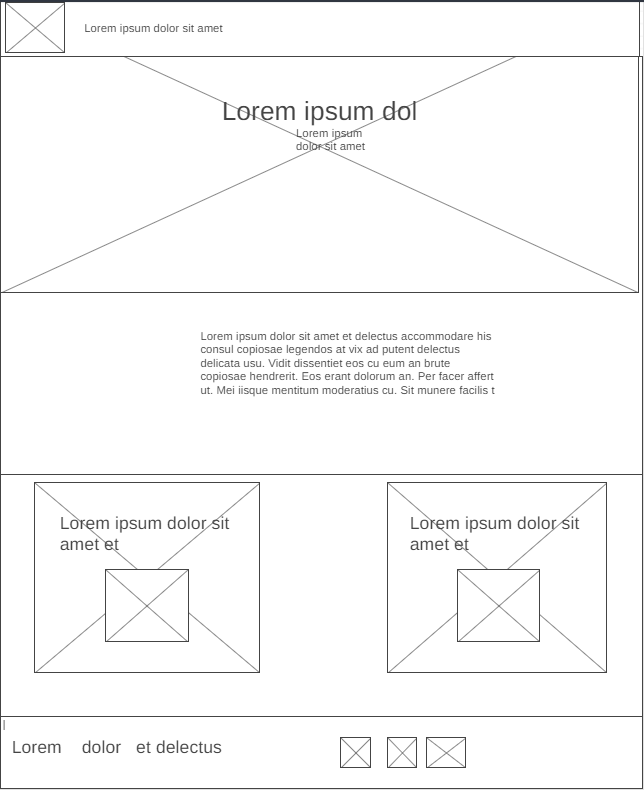 Lorem ipsum dolor sit amet
Lorem ipsum dol
Lorem ipsum
dolor sit amet
Lorem ipsum dolor sit amet et delectus accommodare his
consul copiosae legendos at vix ad putent delectus
delicata usu. Vidit dissentiet eos cu eum an brute
copiosae hendrerit. Eos erant dolorum an. Per facer affert
ut. Mei iisque mentitum moderatius cu. Sit munere facilis t
Lorem ipsum dolor sit
amet et
Lorem ipsum dolor sit
amet et
Lorem dolor et delectus